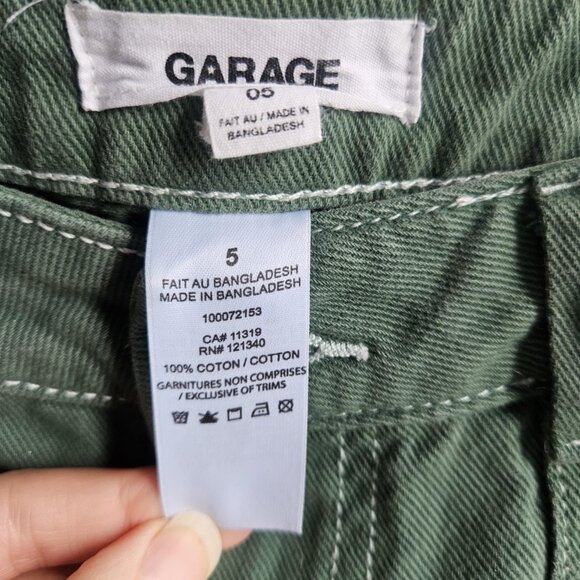 GARAGE
05
FAIT AU / MADE IN
BANGLADESH
5
FAIT AU BANGLADESH
MADE IN BANGLADESH
100072153
CA# 11319
RN# 121340
100% COTON / COTTON
GARNITURES NON COMPRISES
/ EXCLUSIVE OF TRIMS